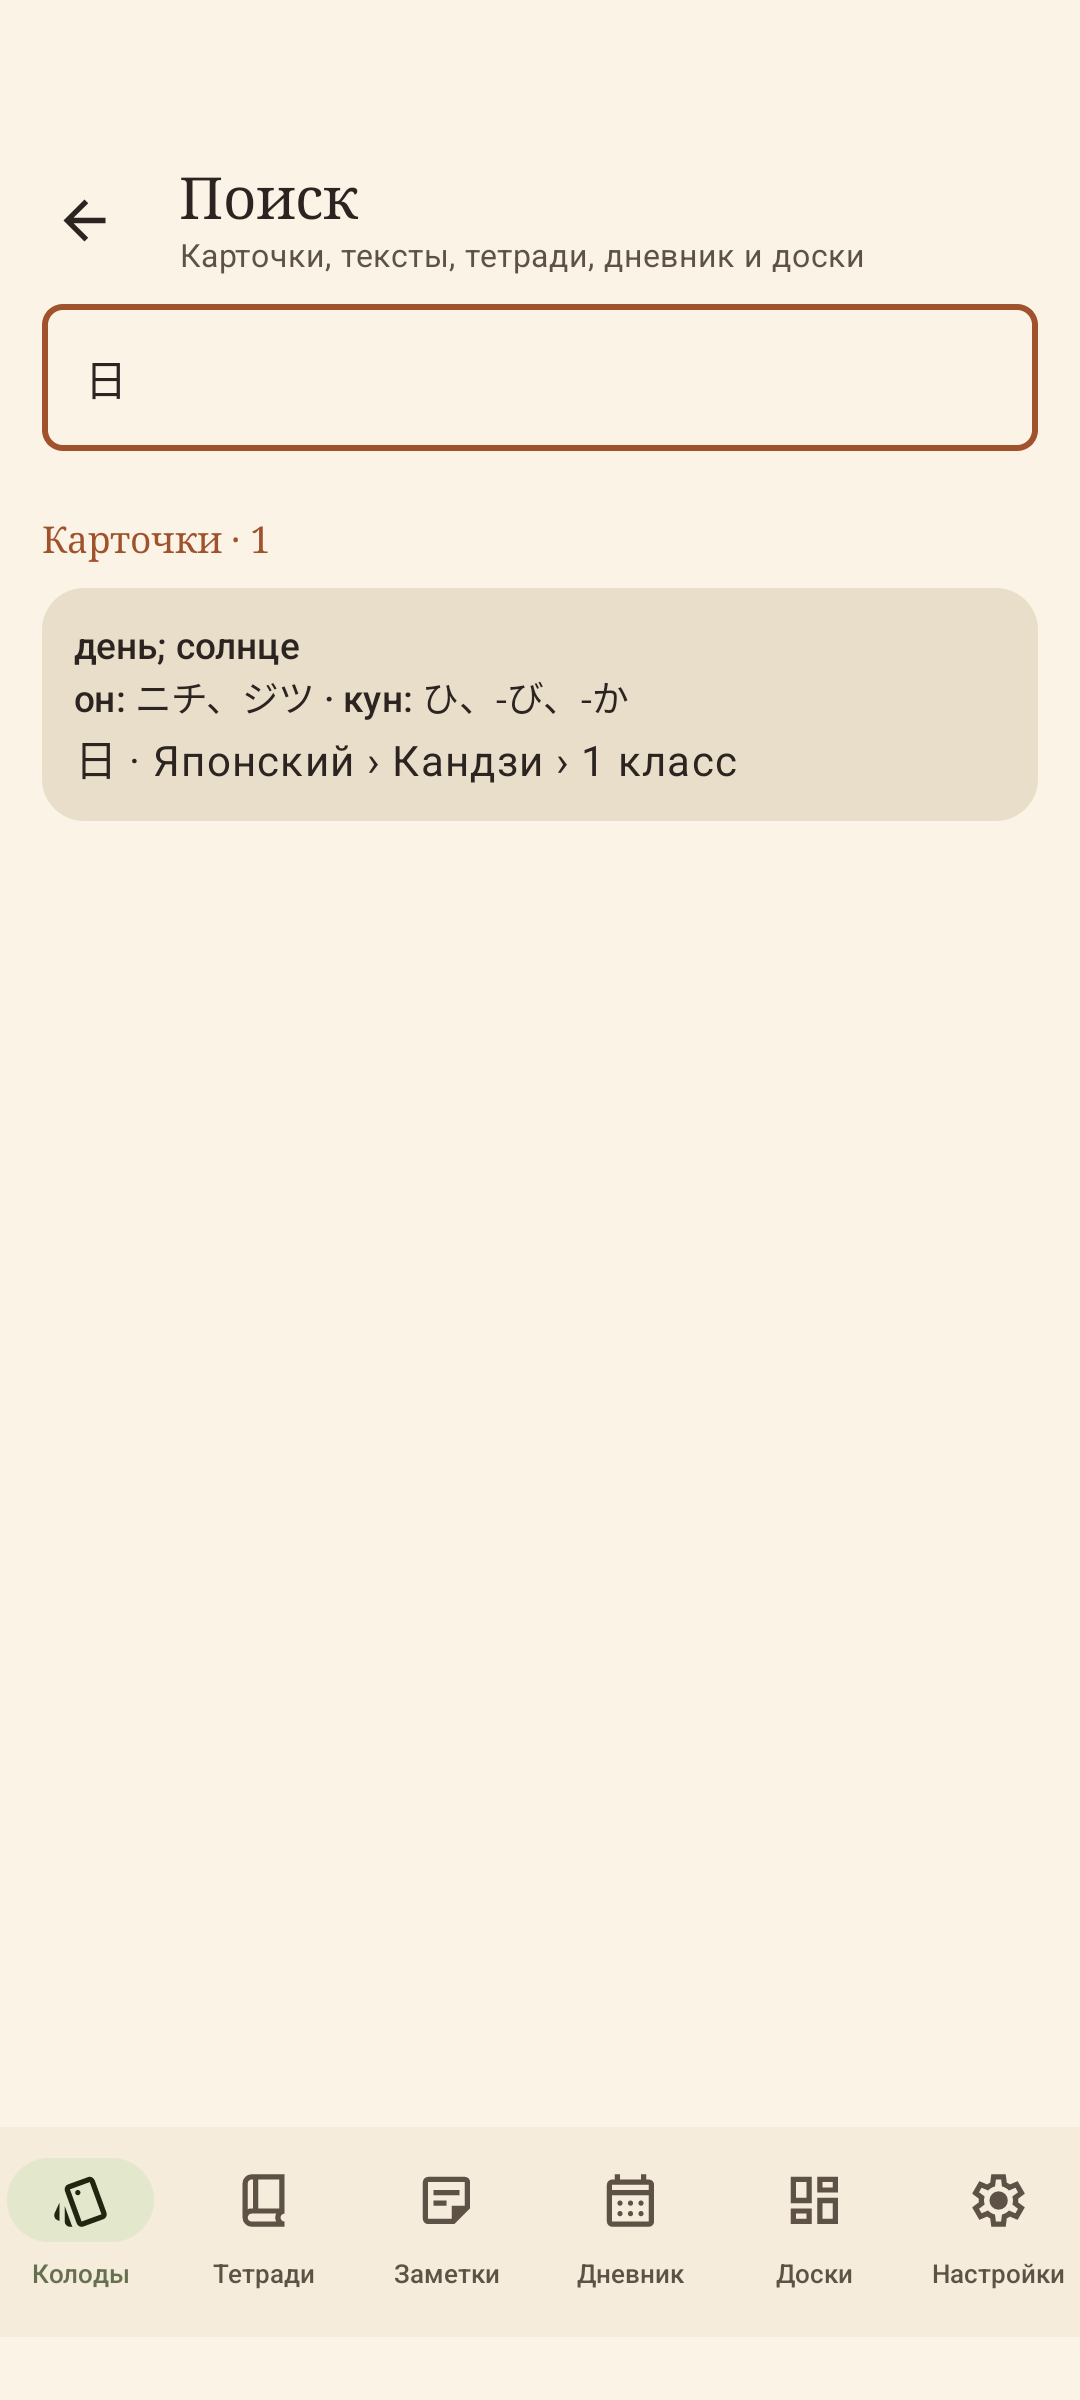 Поиск
Карточки, тексты, тетради, дневник и доски
日
Карточки · 1
день; солнце
он: ニチ、ジツ · кун: ひ、-び、-か
日 · Японский › Кандзи › 1 класс
Колоды
Тетради
Заметки
Дневник
Доски
Настройки